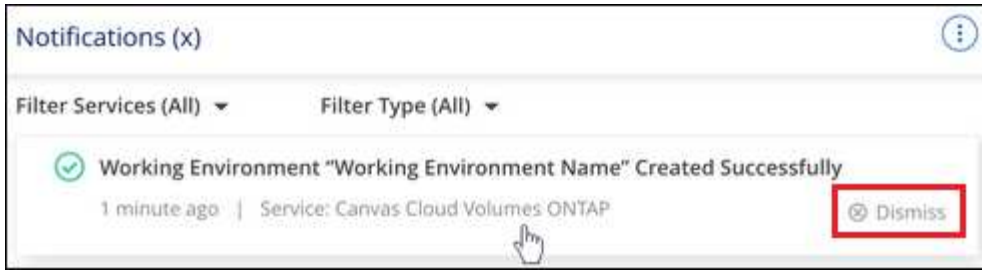 Notifications (x)
Filter Services (All) Filter Type (All)
Working Environment “Working Environment Name” Created Successfully
1 minute ago | Service: Canvas Cloud Volumes ONTAP Dismiss